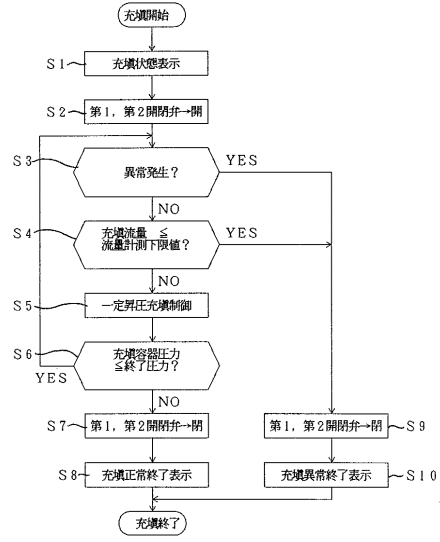 充填開始
S1
充填状態表示
S2
第1，第2開閉弁→開
S3
異常発生？
YES
NO
S4
充填流量 ≦
流量計測下限値？
YES
NO
S5
一定昇圧充填制御
S6
充填容器圧力
≦終了圧力？
YES
NO
S7
第1，第2開閉弁→閉
第1，第2開閉弁→閉
S9
S8
充填正常終了表示
充填異常終了表示
S10
充填終了